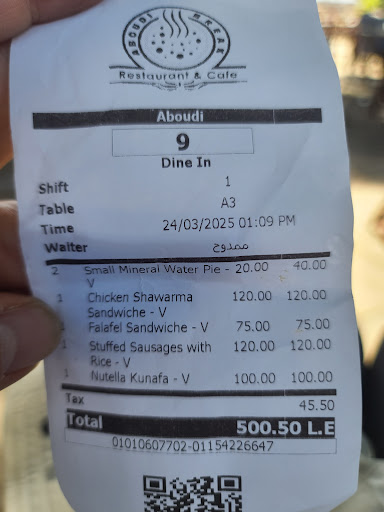 ABOUDI BREAK
Restaurant & Cafe
Aboudi
9
Dine In
Shift 1
Table A3
Time 24/03/2025 01:09 PM
Waiter ممدوح
2 Small Mineral Water Pie - 20.00 40.00
V
1 Chicken Shawarma 120.00 120.00
Sandwiche - V
1 Falafel Sandwiche - V 75.00 75.00
1 Stuffed Sausages with 120.00 120.00
Rice - V
1 Nutella Kunafa - V 100.00 100.00
Tax 45.50
Total 500.50 L.E
01010607702-01154226647